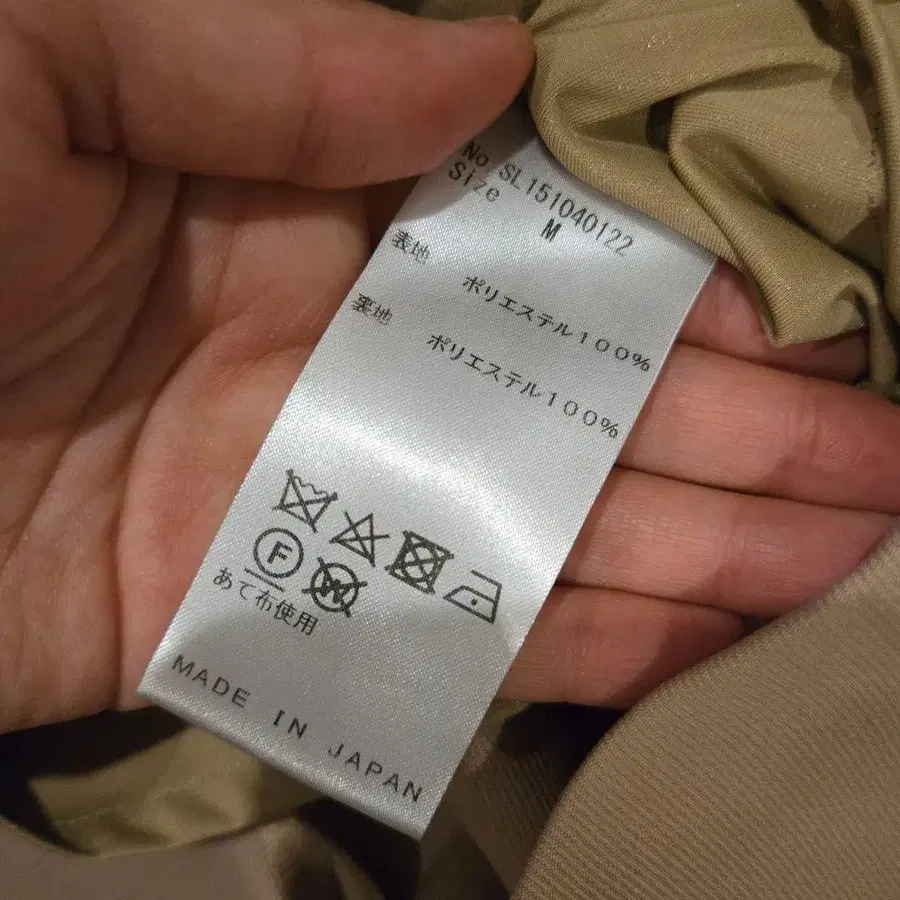 No. SL151040122
Size M
表地 ポリエステル100%
裏地 ポリエステル100%
F W
あて布使用
MADE IN JAPAN